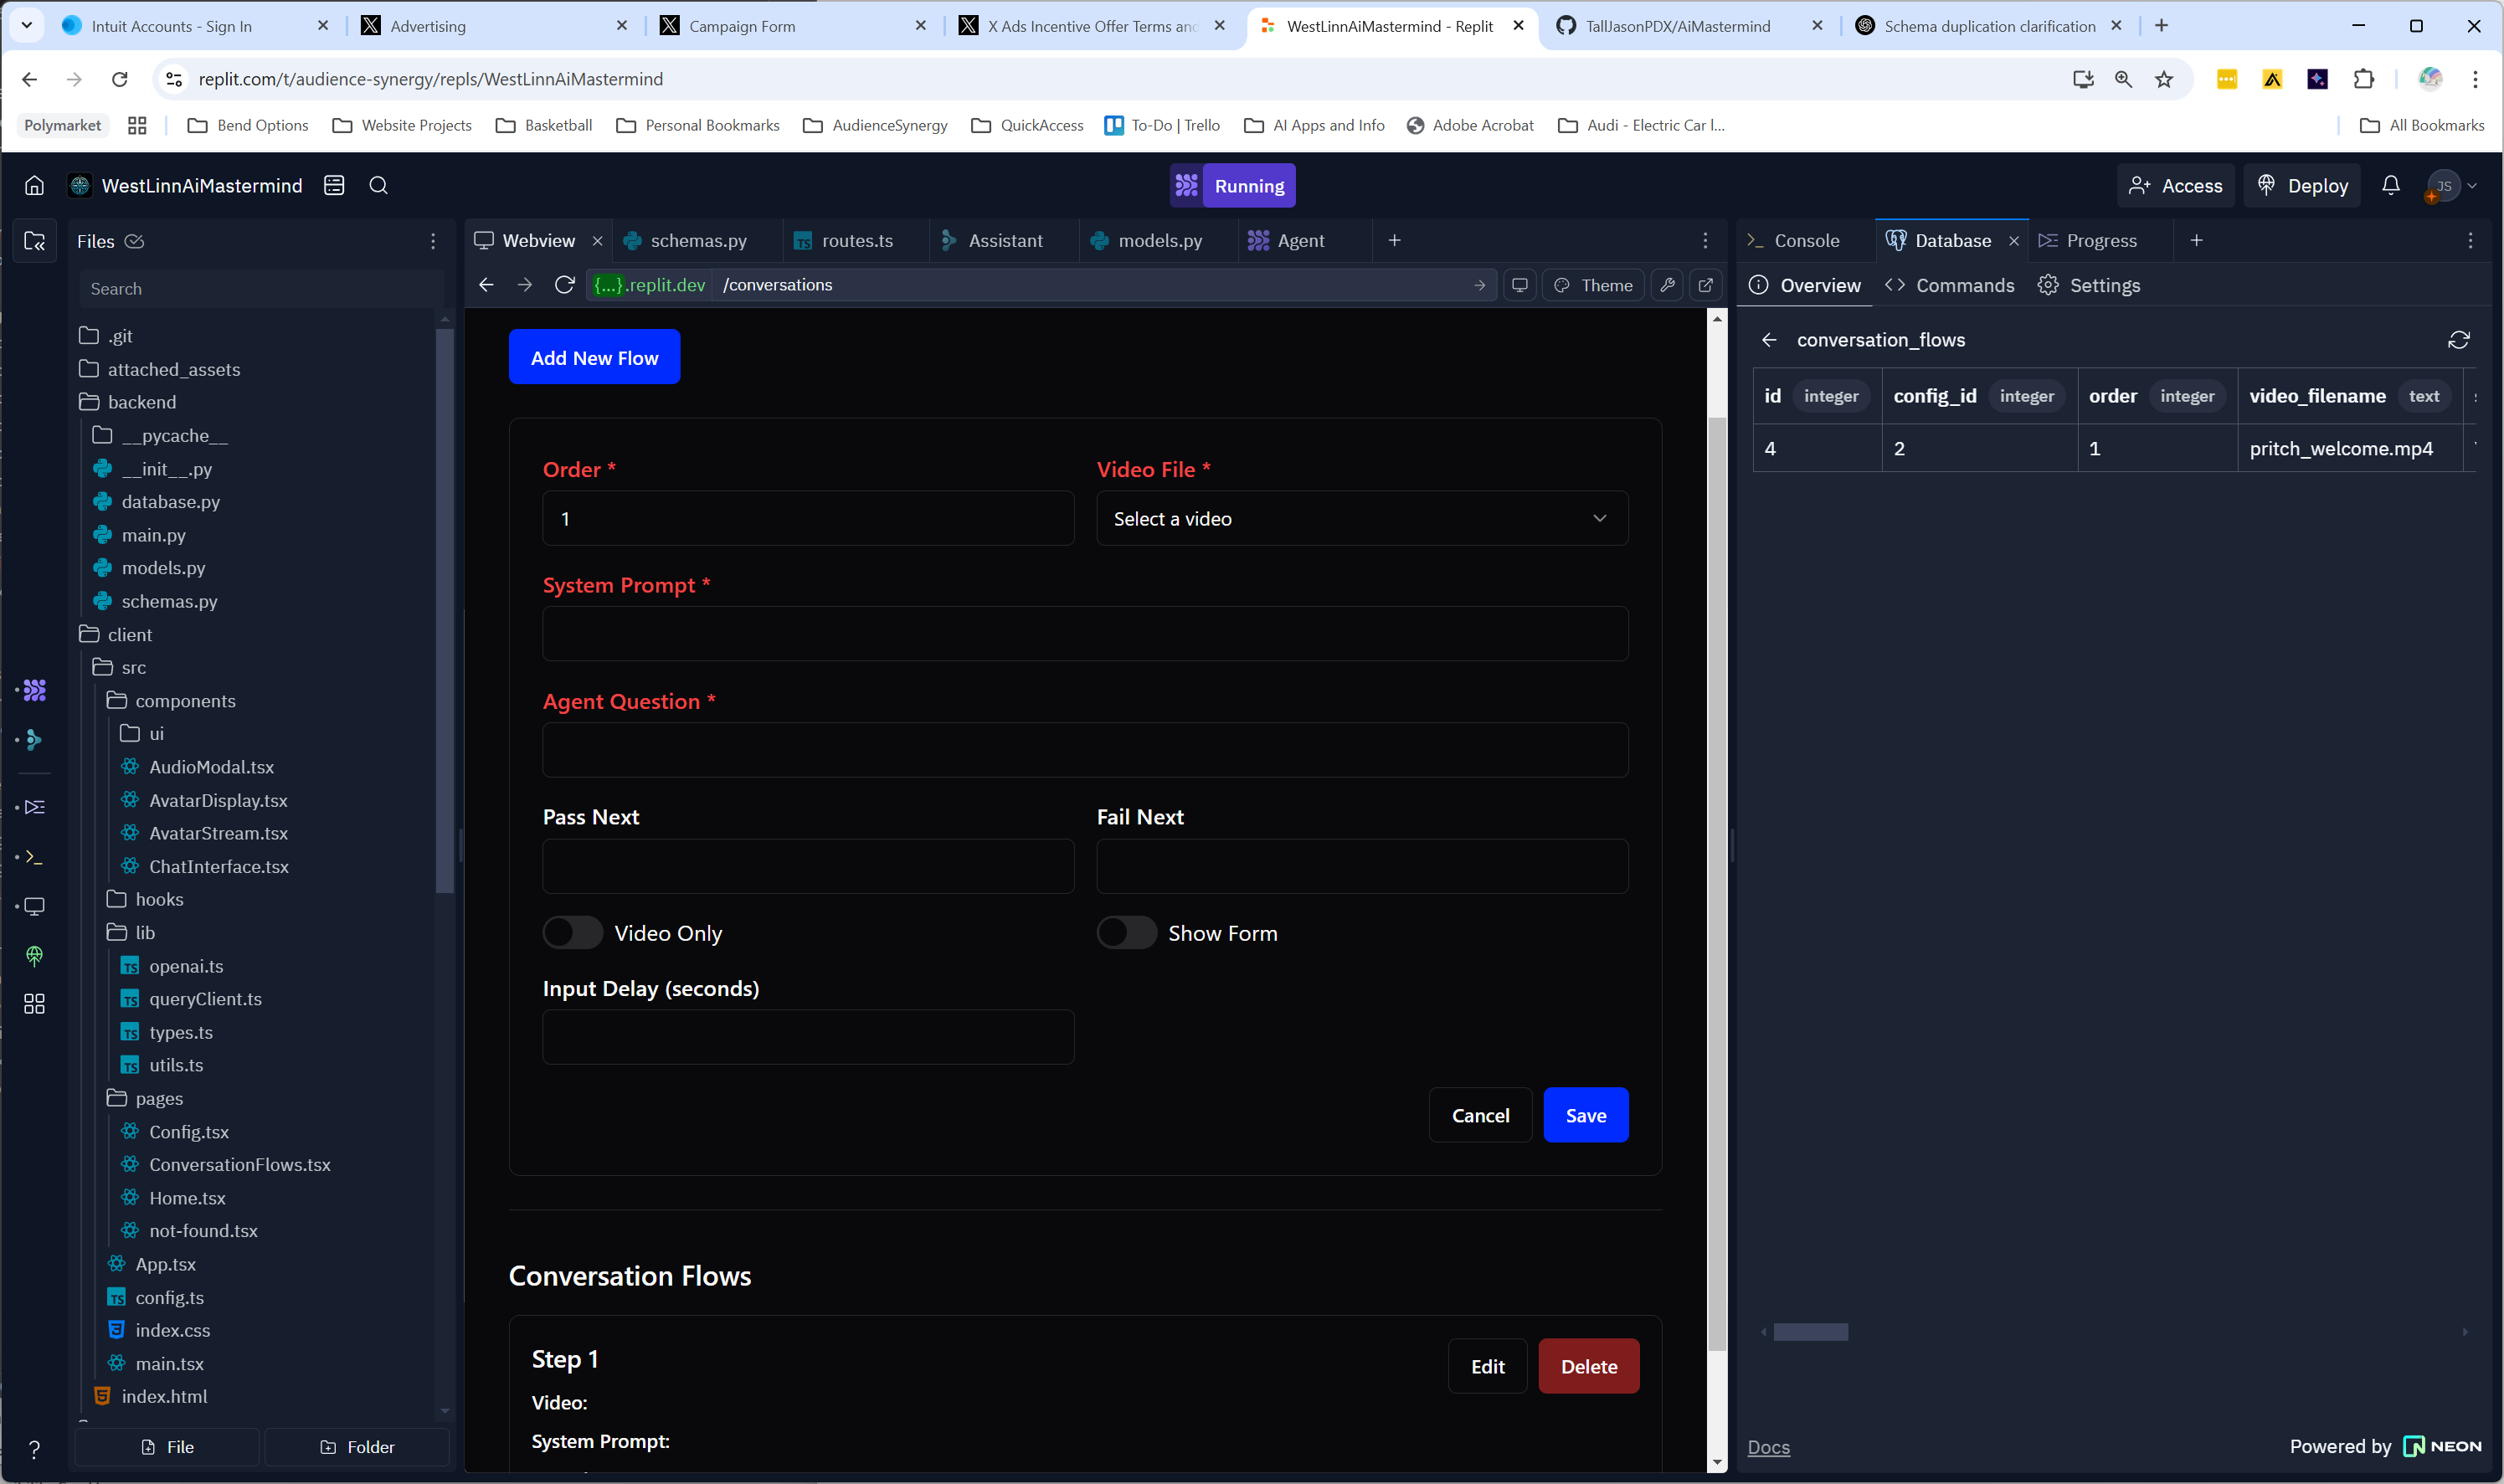 Intuit Accounts - Sign In
Advertising
Campaign Form
X Ads Incentive Offer Terms and
WestLinnAiMastermind - Replit
TallJasonPDX/AiMastermind
Schema duplication clarification
replit.com/t/audience-synergy/repls/WestLinnAiMastermind
Polymarket
Bend Options
Website Projects
Basketball
Personal Bookmarks
AudienceSynergy
QuickAccess
To-Do | Trello
AI Apps and Info
Adobe Acrobat
Audi - Electric Car l...
All Bookmarks
WestLinnAiMastermind
Running
Access
Deploy
JS
Files
Search
.git
attached_assets
backend
__pycache__
__init__.py
database.py
main.py
models.py
schemas.py
client
src
components
ui
AudioModal.tsx
AvatarDisplay.tsx
AvatarStream.tsx
ChatInterface.tsx
hooks
lib
openai.ts
queryClient.ts
types.ts
utils.ts
pages
Config.tsx
ConversationFlows.tsx
Home.tsx
not-found.tsx
App.tsx
config.ts
index.css
main.tsx
index.html
File
Folder
Webview
schemas.py
routes.ts
Assistant
models.py
Agent
{...}.replit.dev
/conversations
Theme
Add New Flow
Order *
Video File *
1
Select a video
System Prompt *
Agent Question *
Pass Next
Fail Next
Video Only
Show Form
Input Delay (seconds)
Cancel
Save
Conversation Flows
Step 1
Edit
Delete
Video:
System Prompt:
Console
Database
Progress
Overview
Commands
Settings
conversation_flows
id integer
config_id integer
order integer
video_filename text
4
2
1
pritch_welcome.mp4
Docs
Powered by NEON